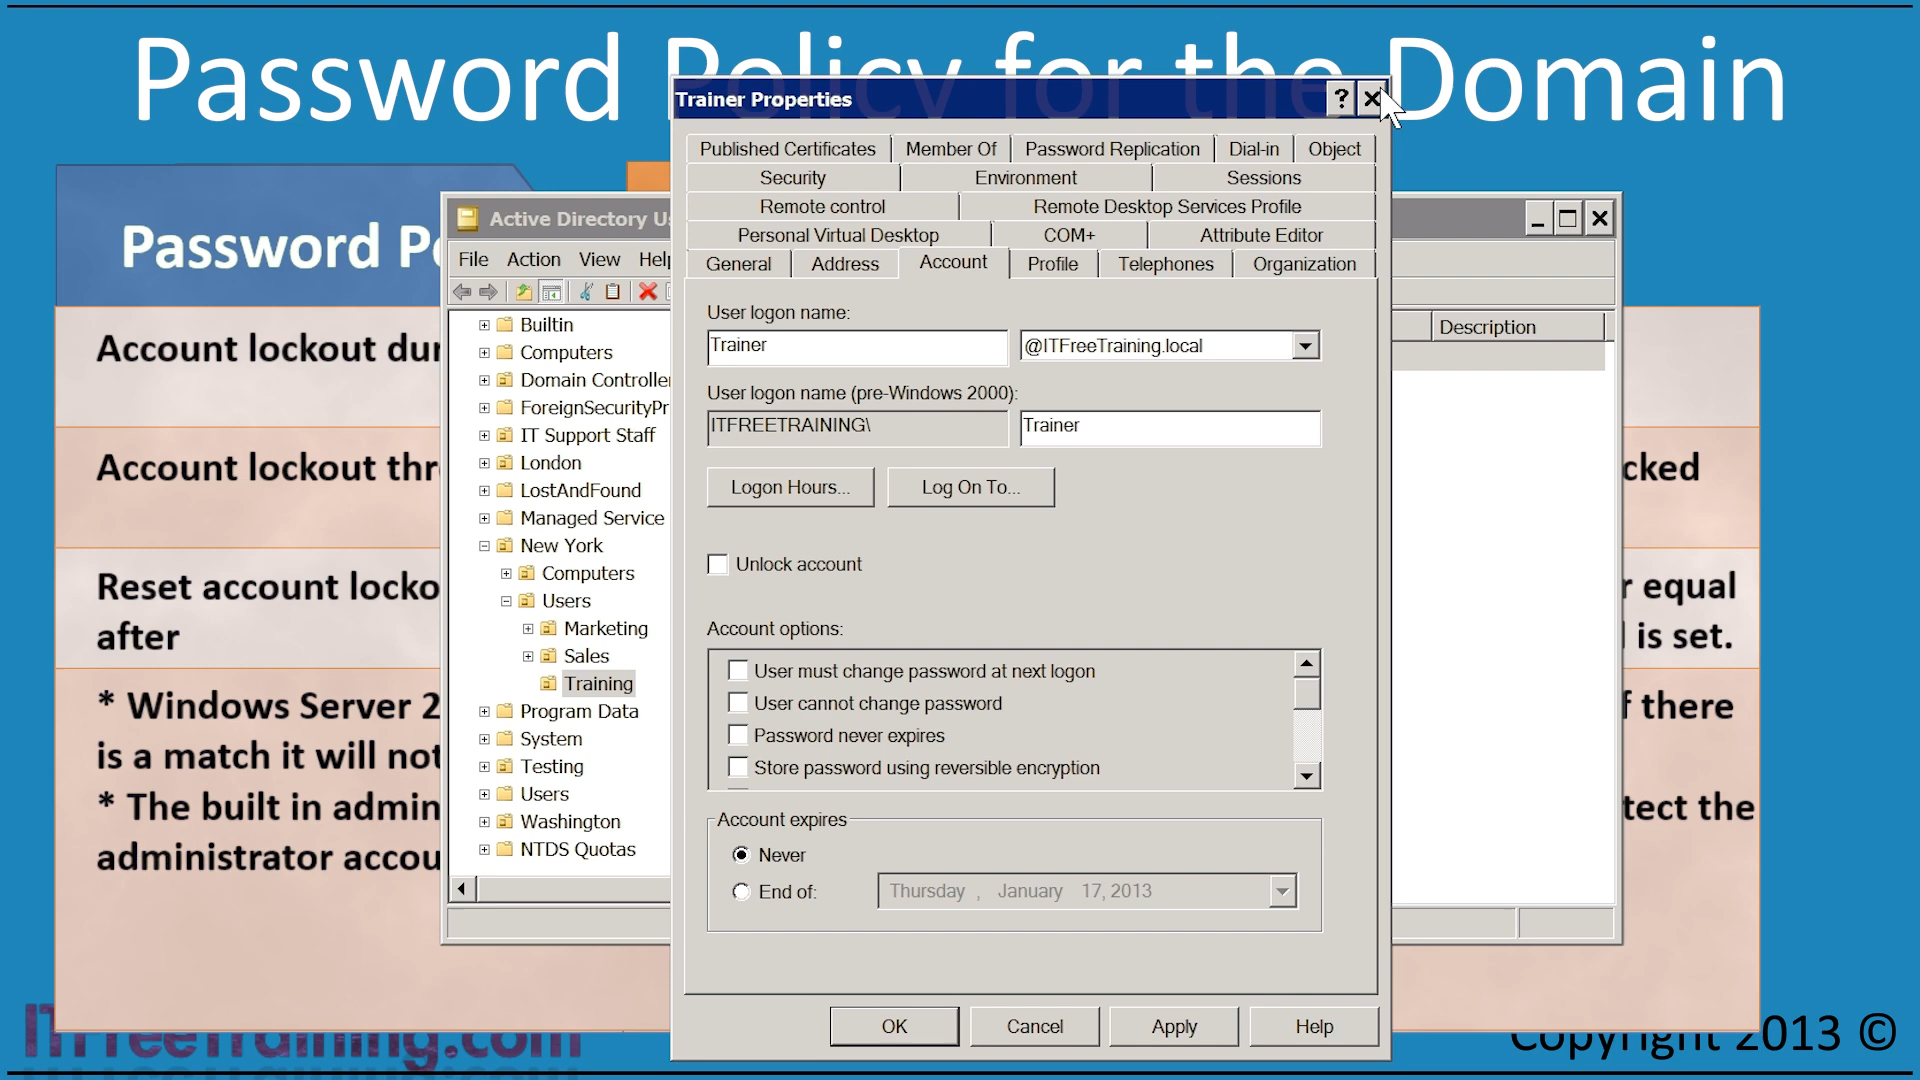 Password Policy for the Domain
Trainer Properties
Published Certificates Member Of Password Replication Dial-in Object
Security Environment Sessions
Remote control Remote Desktop Services Profile
Personal Virtual Desktop COM+ Attribute Editor
General Address Account Profile Telephones Organization
User logon name:
Trainer @ITFreeTraining.local
User logon name (pre-Windows 2000):
ITFREETRAINING\ Trainer
Logon Hours... Log On To...
Unlock account
Account options:
User must change password at next logon
User cannot change password
Password never expires
Store password using reversible encryption
Account expires
Never
End of: Thursday , January 17, 2013
OK Cancel Apply Help
Active Directory Us
File Action View Help
Description
Builtin
Computers
Domain Controller
ForeignSecurityPr
IT Support Staff
London
LostAndFound
Managed Service
New York
Computers
Users
Marketing
Sales
Training
Program Data
System
Testing
Users
Washington
NTDS Quotas
Password Po
Account lockout dur
Account lockout thr cked
Reset account locko r equal
after is set.
* Windows Server 2 f there
is a match it will not
* The built in admin tect the
administrator accou
ITFreeTraining.com
Copyright 2013 ©